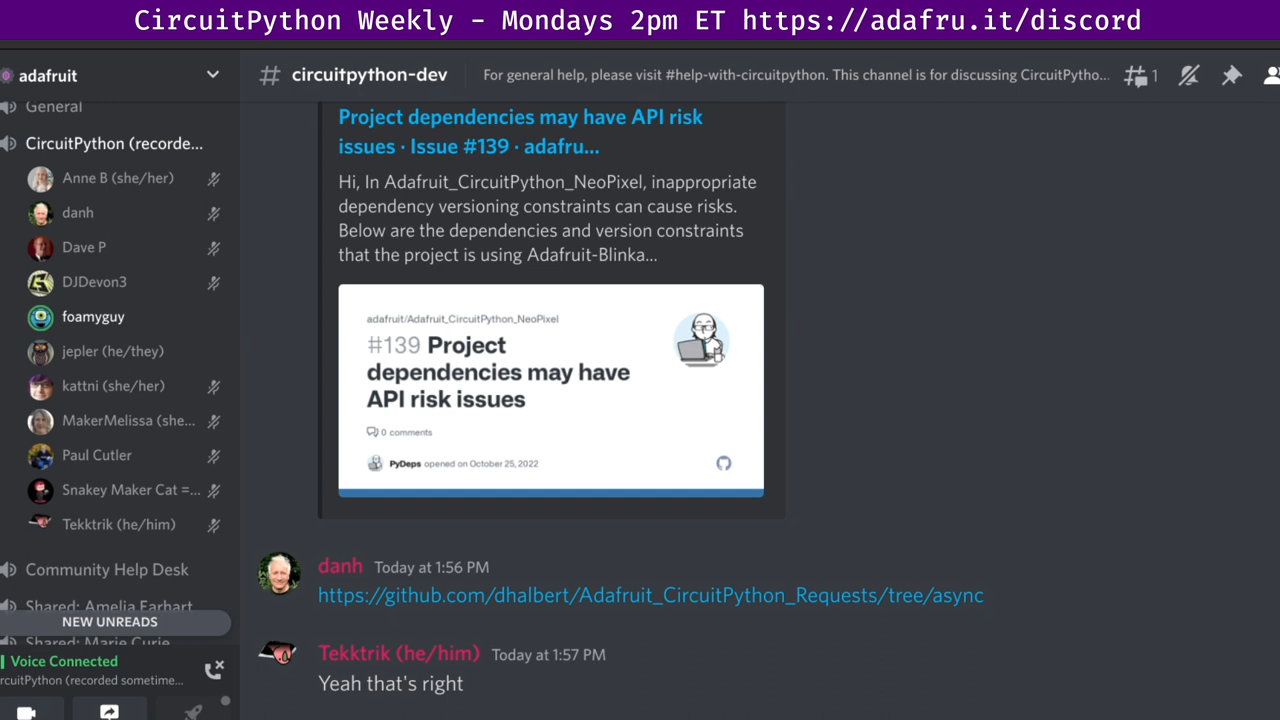 CircuitPython Weekly - Mondays 2pm ET https://adafru.it/discord
adafruit
General
CircuitPython (recorde...
Anne B (she/her)
danh
Dave P
DJDevon3
foamyguy
jepler (he/they)
kattni (she/her)
MakerMelissa (she...
Paul Cutler
Snakey Maker Cat =...
Tekktrik (he/him)
Community Help Desk
Shared: Amelia Earhart
NEW UNREADS
Shared: Marie Curie
Voice Connected
rcuitPython (recorded sometime...
# circuitpython-dev
For general help, please visit #help-with-circuitpython. This channel is for discussing CircuitPytho...
1
Project dependencies may have API risk
issues · Issue #139 · adafru...
Hi, In Adafruit_CircuitPython_NeoPixel, inappropriate
dependency versioning constraints can cause risks.
Below are the dependencies and version constraints
that the project is using Adafruit-Blinka...
adafruit/Adafruit_CircuitPython_NeoPixel
#139 Project
dependencies may have
API risk issues
0 comments
PyDeps opened on October 25, 2022
danh Today at 1:56 PM
https://github.com/dhalbert/Adafruit_CircuitPython_Requests/tree/async
Tekktrik (he/him) Today at 1:57 PM
Yeah that's right